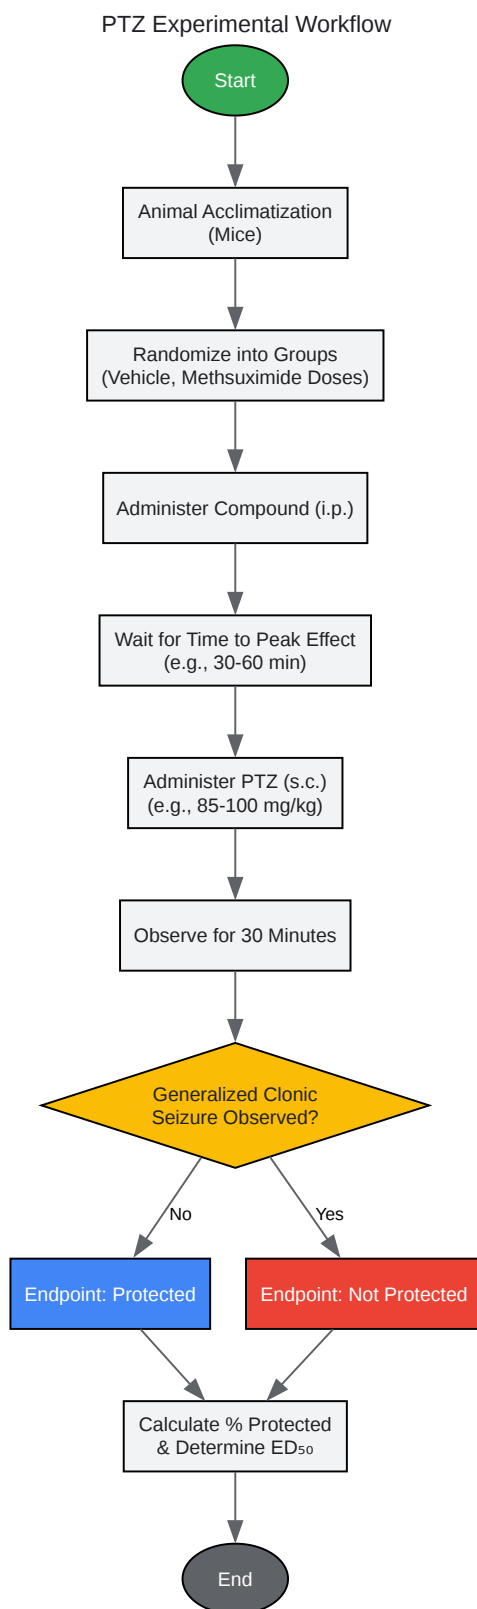 PTZ Experimental Workflow
Start
Animal Acclimatization
(Mice)
Randomize into Groups
(Vehicle, Methsuximide Doses)
Administer Compound (i.p.)
Wait for Time to Peak Effect
(e.g., 30-60 min)
Administer PTZ (s.c.)
(e.g., 85-100 mg/kg)
Observe for 30 Minutes
Generalized Clonic
Seizure Observed?
No
Yes
Endpoint: Protected
Endpoint: Not Protected
Calculate % Protected
& Determine ED₅₀
End